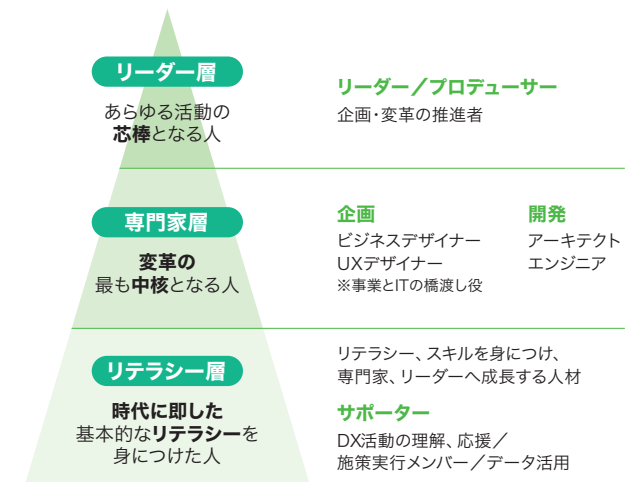 リーダー層
あらゆる活動の
芯棒となる人
リーダー／プロデューサー
企画・変革の推進者
専門家層
変革の
最も中核となる人
企画
ビジネスデザイナー
UXデザイナー
※事業とITの橋渡し役
開発
アーキテクト
エンジニア
リテラシー層
時代に即した
基本的なリテラシーを
身につけた人
リテラシー、スキルを身につけ、
専門家、リーダーへ成長する人材
サポーター
DX活動の理解、応援／
施策実行メンバー／データ活用